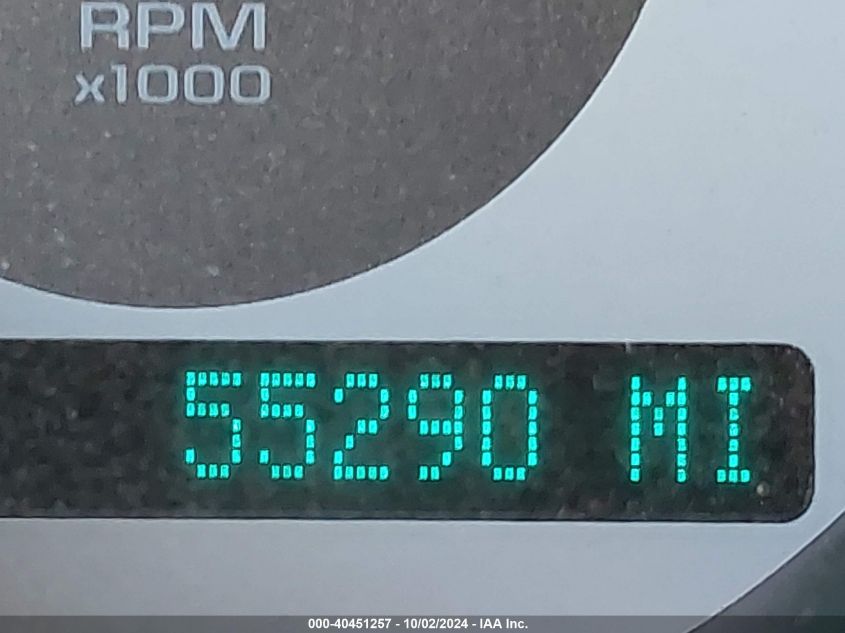 RPM
x1000
55290 MI
000-40451257 - 10/02/2024 - IAA Inc.